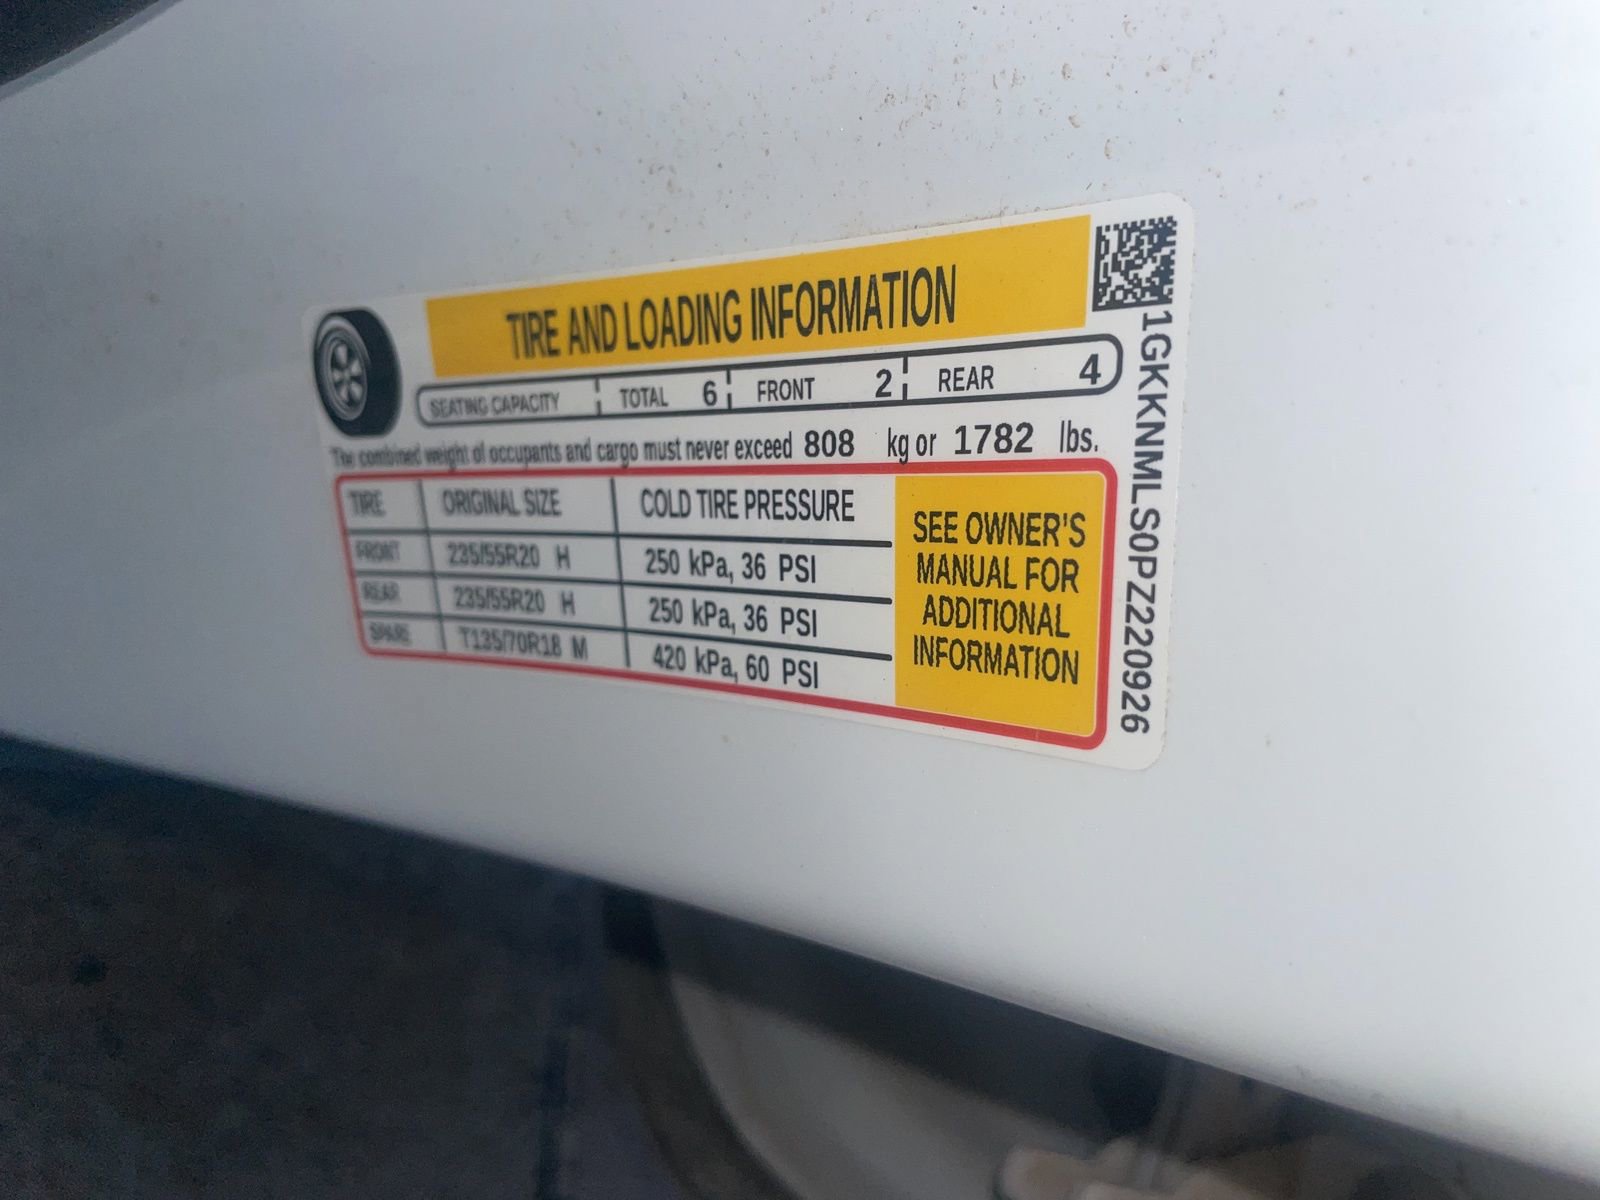 TIRE AND LOADING INFORMATION
SEATING CAPACITY TOTAL 6 FRONT 2 REAR 4
The combined weight of occupants and cargo must never exceed 808 kg or 1782 lbs.
TIRE ORIGINAL SIZE COLD TIRE PRESSURE
FRONT 235/55R20 H 250 kPa, 36 PSI
REAR 235/55R20 H 250 kPa, 36 PSI
SPARE T135/70R18 M 420 kPa, 60 PSI
SEE OWNER'S
MANUAL FOR
ADDITIONAL
INFORMATION
1GKKNMLS0PZ220926